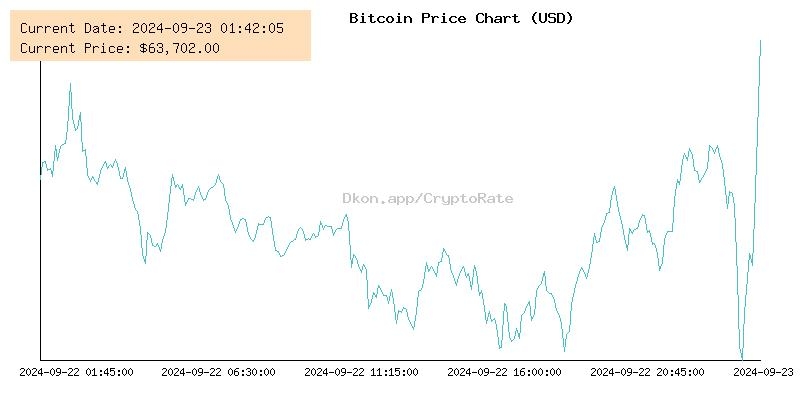 Bitcoin Price Chart (USD)
Current Date: 2024-09-23 01:42:05
Current Price: $63,702.00
Dkon.app/CryptoRate
2024-09-22 01:45:00 2024-09-22 06:30:00 2024-09-22 11:15:00 2024-09-22 16:00:00 2024-09-22 20:45:00 2024-09-23